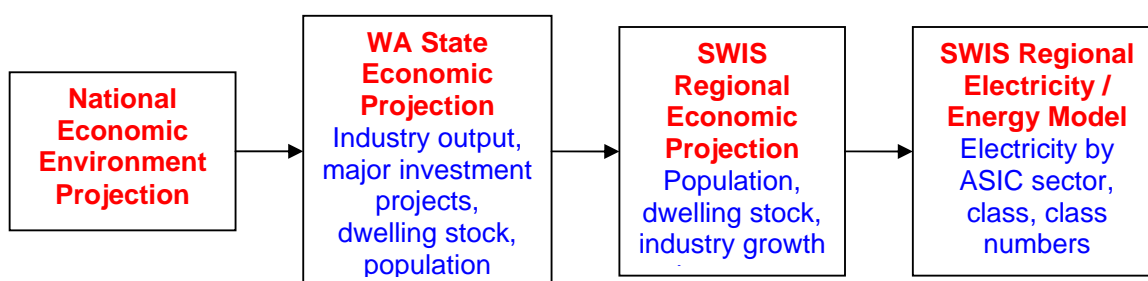 National
Economic
Environment
Projection
WA State
Economic
Projection
Industry output,
major investment
projects,
dwelling stock,
population
SWIS
Regional
Economic
Projection
Population,
dwelling stock,
industry growth
SWIS Regional
Electricity /
Energy Model
Electricity by
ASIC sector,
class, class
numbers